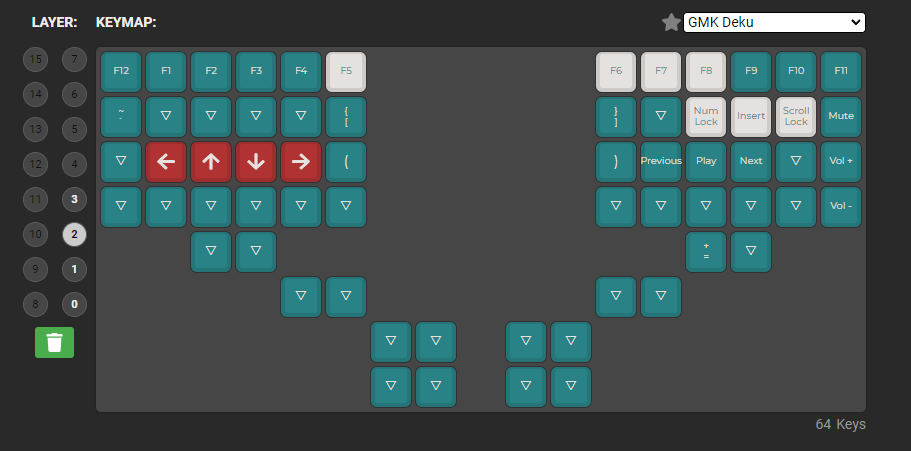 LAYER: KEYMAP: GMK Deku
15 7 F12 F1 F2 F3 F4 F5 F6 F7 F8 F9 F10 F11
14 6 ~ { } Num Insert Scroll Mute
` [ ] Lock Lock
13 5
12 4 ← ↑ ↓ → ( ) Previous Play Next Vol +
11 3 Vol -
10 2 +
=
9 1
8 0
64 Keys